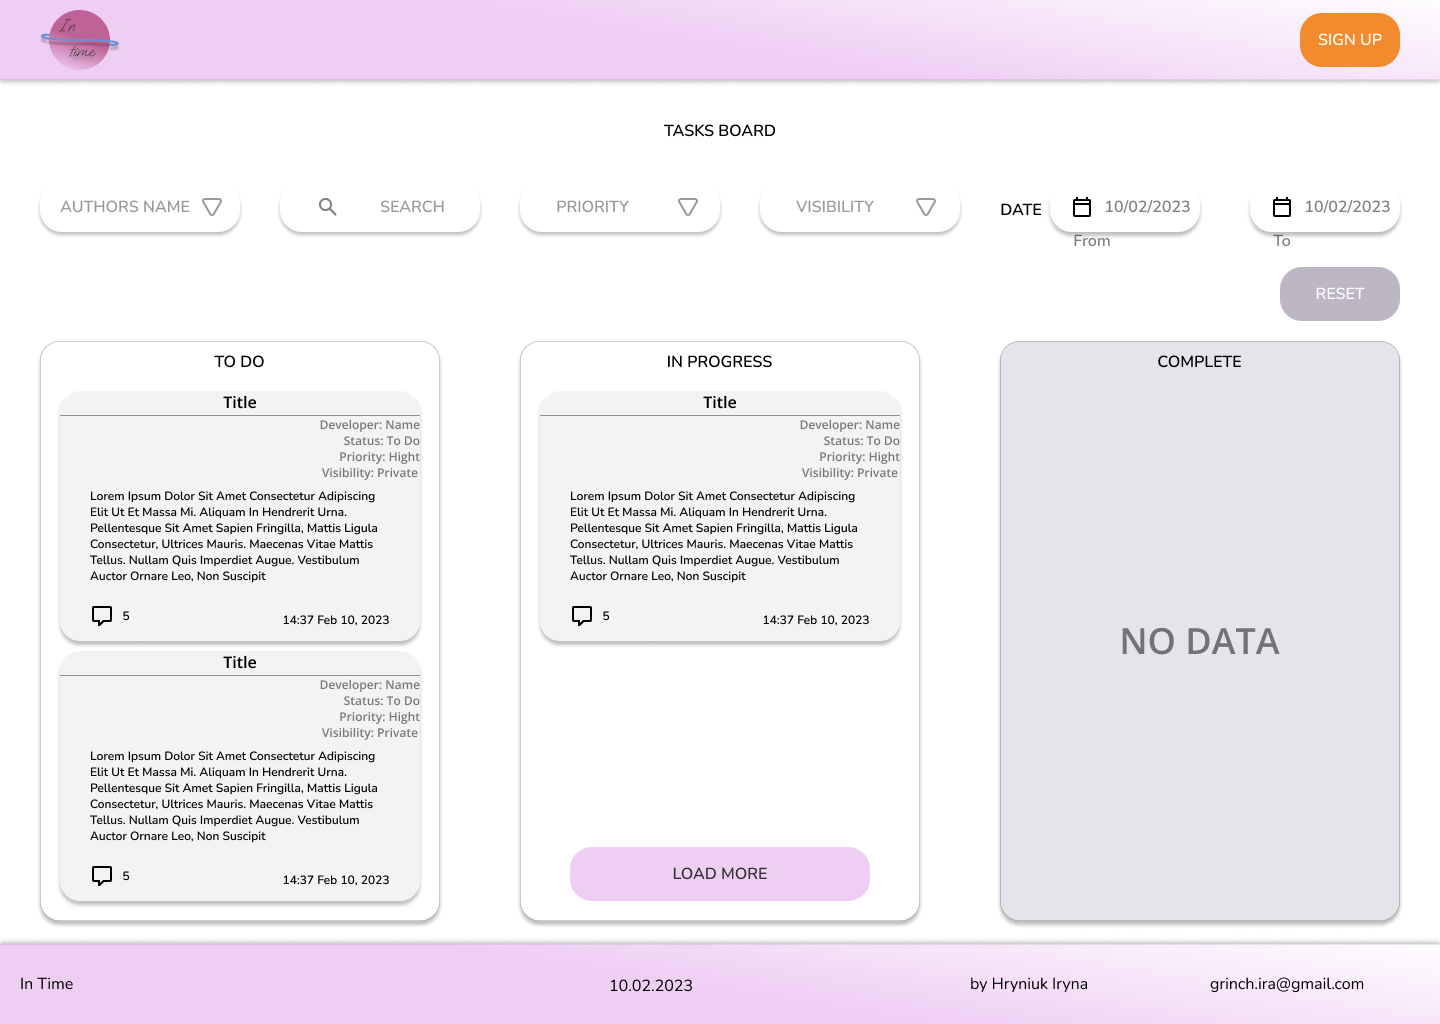 In
time
SIGN UP
TASKS BOARD
AUTHORS NAME
SEARCH
PRIORITY
VISIBILITY
DATE
10/02/2023
From
10/02/2023
To
RESET
TO DO
Title
Developer: Name
Status: To Do
Priority: Hight
Visibility: Private
Lorem Ipsum Dolor Sit Amet Consectetur Adipiscing
Elit Ut Et Massa Mi. Aliquam In Hendrerit Urna.
Pellentesque Sit Amet Sapien Fringilla, Mattis Ligula
Consectetur, Ultrices Mauris. Maecenas Vitae Mattis
Tellus. Nullam Quis Imperdiet Augue. Vestibulum
Auctor Ornare Leo, Non Suscipit
5
14:37 Feb 10, 2023
Title
Developer: Name
Status: To Do
Priority: Hight
Visibility: Private
Lorem Ipsum Dolor Sit Amet Consectetur Adipiscing
Elit Ut Et Massa Mi. Aliquam In Hendrerit Urna.
Pellentesque Sit Amet Sapien Fringilla, Mattis Ligula
Consectetur, Ultrices Mauris. Maecenas Vitae Mattis
Tellus. Nullam Quis Imperdiet Augue. Vestibulum
Auctor Ornare Leo, Non Suscipit
5
14:37 Feb 10, 2023
IN PROGRESS
Title
Developer: Name
Status: To Do
Priority: Hight
Visibility: Private
Lorem Ipsum Dolor Sit Amet Consectetur Adipiscing
Elit Ut Et Massa Mi. Aliquam In Hendrerit Urna.
Pellentesque Sit Amet Sapien Fringilla, Mattis Ligula
Consectetur, Ultrices Mauris. Maecenas Vitae Mattis
Tellus. Nullam Quis Imperdiet Augue. Vestibulum
Auctor Ornare Leo, Non Suscipit
5
14:37 Feb 10, 2023
LOAD MORE
COMPLETE
NO DATA
In Time
10.02.2023
by Hryniuk Iryna
grinch.ira@gmail.com